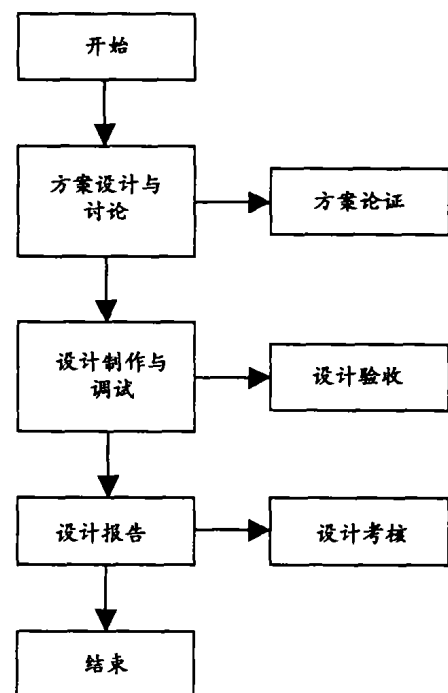 开始
方案设计与
讨论
方案论证
设计制作与
调试
设计验收
设计报告
设计考核
结束